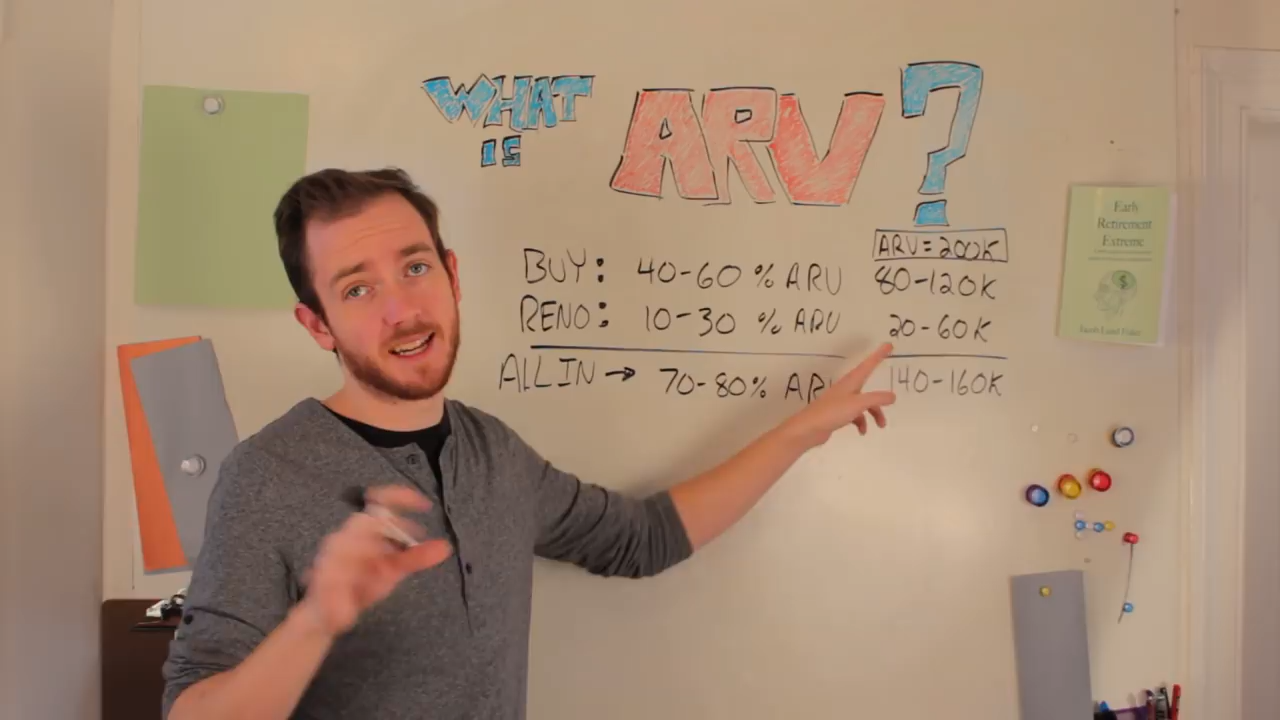 WHAT IS ARV?
ARV = 200K
BUY: 40-60 % ARV 80-120K
RENO: 10-30 % ARV 20-60K
ALL IN → 70-80% 140-160K
Early
Retirement
Extreme